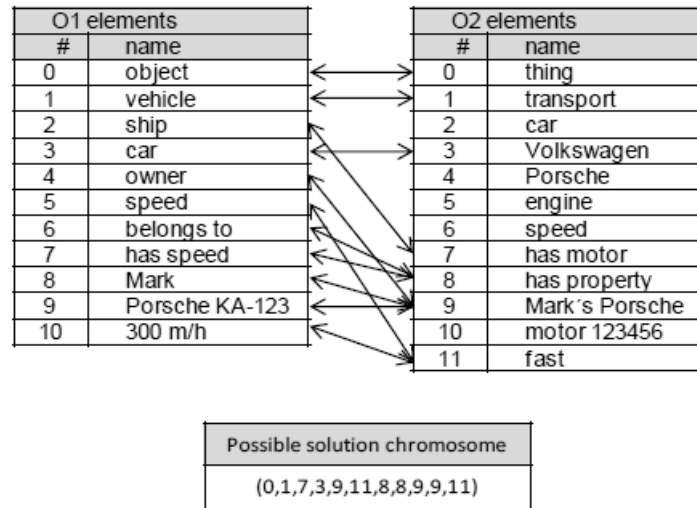 O1 elements
# name
0 object
1 vehicle
2 ship
3 car
4 owner
5 speed
6 belongs to
7 has speed
8 Mark
9 Porsche KA-123
10 300 m/h
O2 elements
# name
0 thing
1 transport
2 car
3 Volkswagen
4 Porsche
5 engine
6 speed
7 has motor
8 has property
9 Mark´s Porsche
10 motor 123456
11 fast
Possible solution chromosome
(0,1,7,3,9,11,8,8,9,9,11)